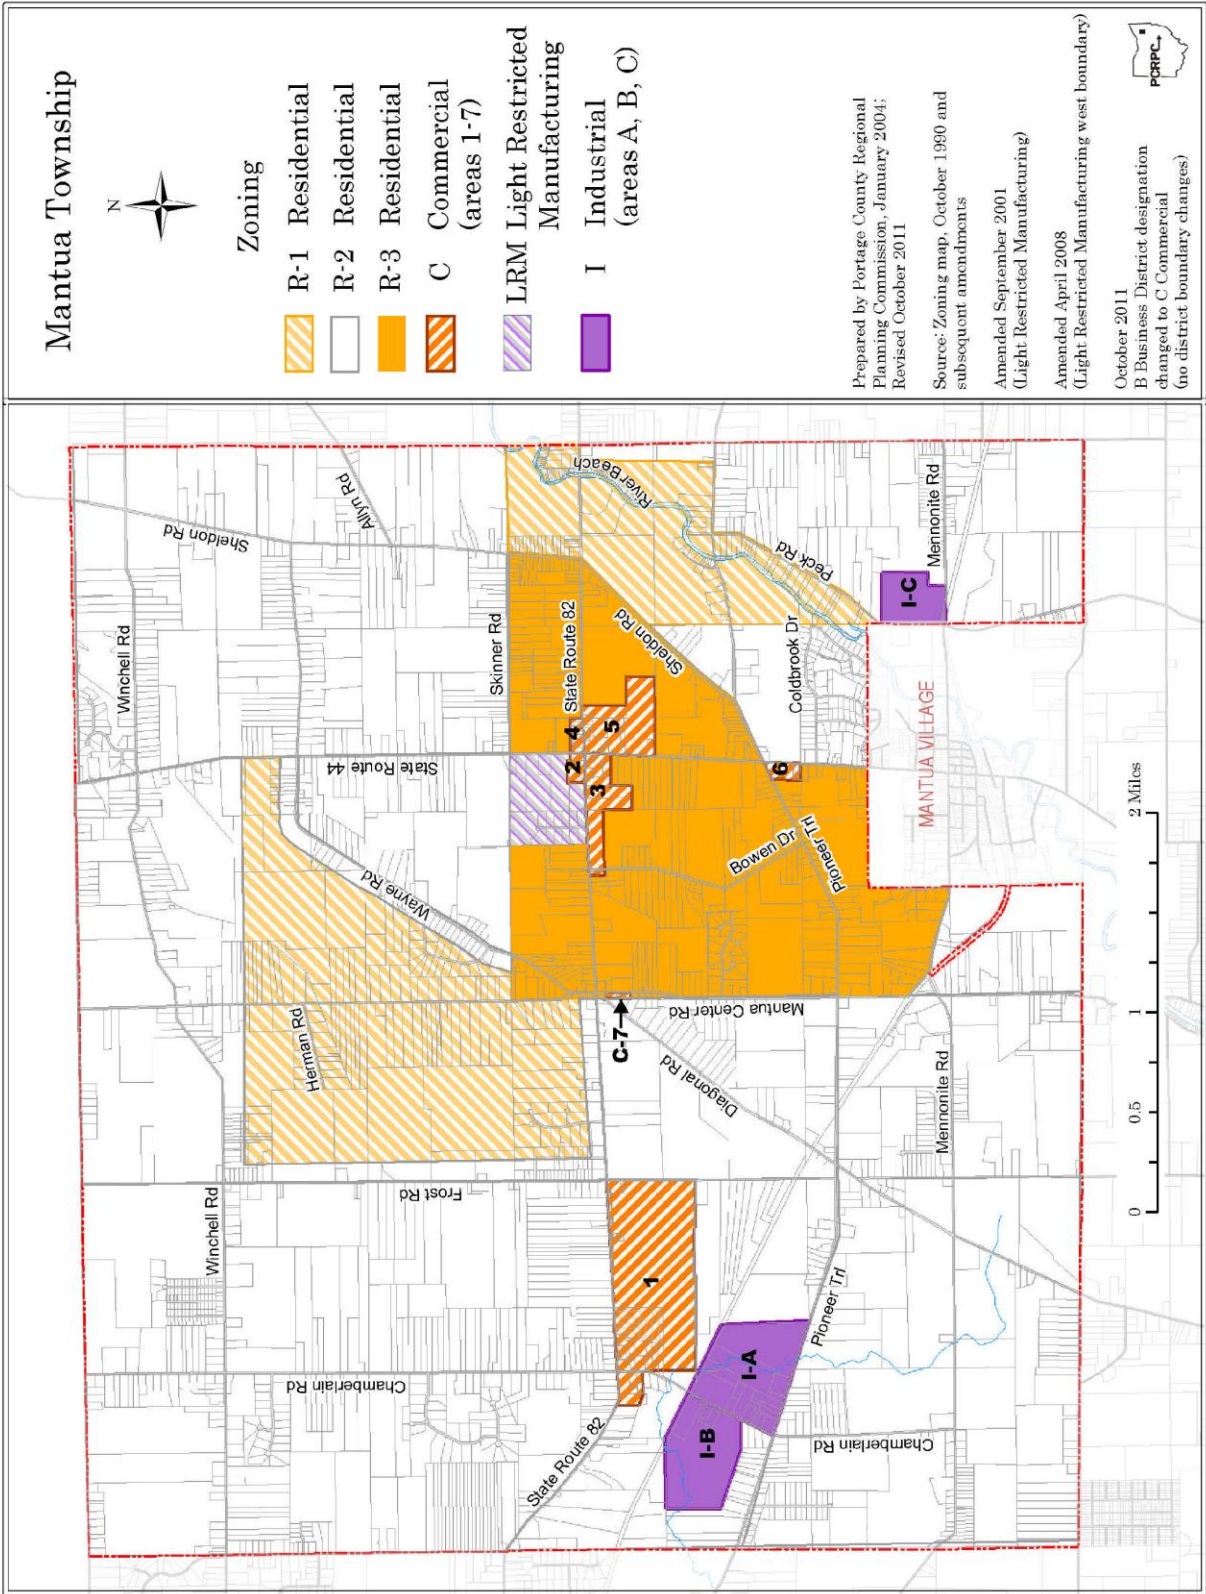 Mantua Township
N
Zoning
R-1 Residential
R-2 Residential
R-3 Residential
C Commercial
(areas 1-7)
LRM Light Restricted
Manufacturing
I Industrial
(areas A, B, C)
Prepared by Portage County Regional
Planning Commission, January 2004;
Revised October 2011
Source: Zoning map, October 1990 and
subsequent amendments
Amended September 2001
(Light Restricted Manufacturing)
Amended April 2008
(Light Restricted Manufacturing west boundary)
October 2011
B Business District designation
changed to C Commercial
(no district boundary changes)
PCRPC
Winchell Rd
Winchell Rd
Sheldon Rd
Allyn Rd
State Route 44
Herman Rd
Wayne Rd
Frost Rd
Chamberlain Rd
Skinner Rd
State Route 82
State Route 82
River Beach
Sheldon Rd
Peck Rd
1
2
3
4
5
6
C-7
Mantua Center Rd
Diagonal Rd
Bowen Dr
Pioneer Trl
Pioneer Trl
Coldbrook Dr
I-A
I-B
I-C
Chamberlain Rd
Mennonite Rd
Mennonite Rd
MANTUA VILLAGE
0 0.5 1 2 Miles